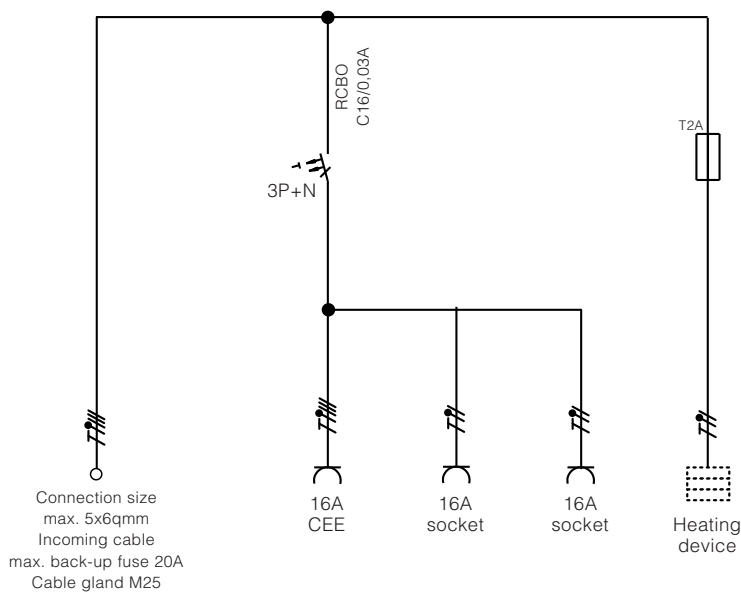 RCBO
C16/0,03A
T2A
3P+N
Connection size
max. 5x6qmm
Incoming cable
max. back-up fuse 20A
Cable gland M25
16A
CEE
16A
socket
16A
socket
Heating
device